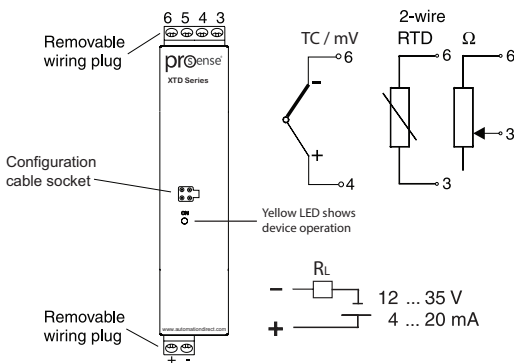 6 5 4 3
Removable
wiring plug
prosense
XTD Series
Configuration
cable socket
ON
Yellow LED shows
device operation
Removable
wiring plug
www.automationdirect.com
+ -
TC / mV
6
-
+
4
2-wire
RTD
6
3
Ω
6
3
RL
-
+
12 ... 35 V
4 ... 20 mA